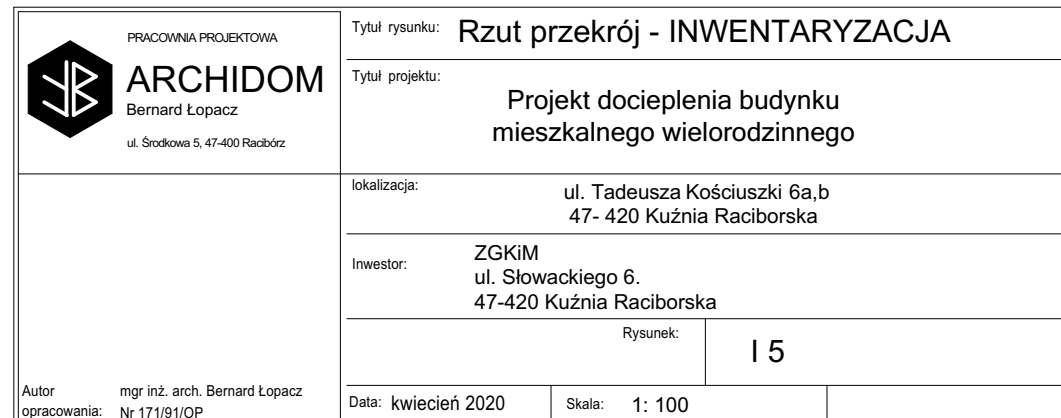 PRACOWNIA PROJEKTOWA
ARCHIDOM
Bernard Łopacz
ul. Środkowa 5, 47-400 Racibórz
Tytuł rysunku: Rzut przekrój - INWENTARYZACJA
Tytuł projektu:
Projekt docieplenia budynku
mieszkalnego wielorodzinnego
lokalizacja:
ul. Tadeusza Kościuszki 6a,b
47- 420 Kuźnia Raciborska
Inwestor:
ZGKiM
ul. Słowackiego 6.
47-420 Kuźnia Raciborska
Rysunek: I 5
Autor mgr inż. arch. Bernard Łopacz
opracowania: Nr 171/91/OP
Data: kwiecień 2020 Skala: 1: 100